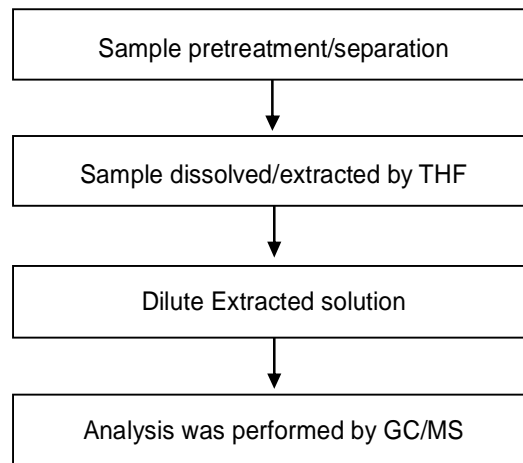 Sample pretreatment/separation
Sample dissolved/extracted by THF
Dilute Extracted solution
Analysis was performed by GC/MS